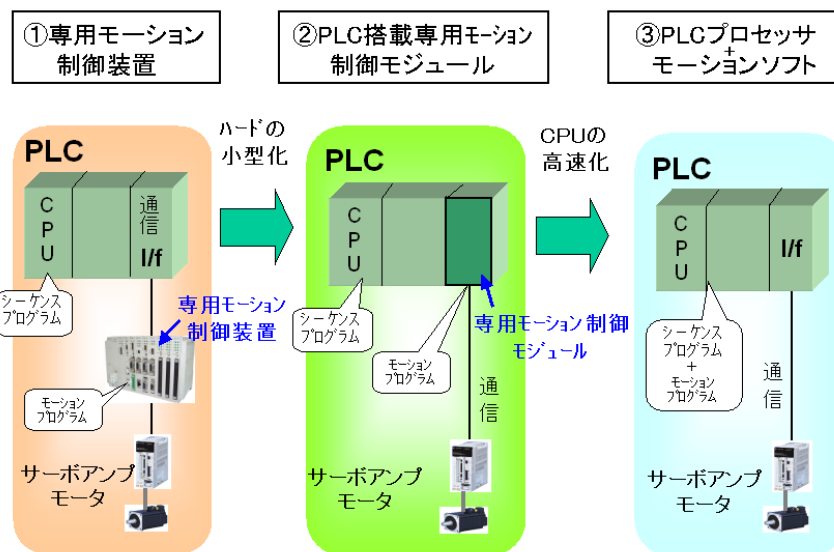 ①専用モーション
制御装置
②PLC搭載専用モーション
制御モジュール
③PLCプロセッサ
+
モーションソフト
PLC
CPU
通信
I/f
シーケンス
プログラム
専用モーション
制御装置
モーション
プログラム
サーボアンプ
モータ
ハードの
小型化
PLC
CPU
シーケンス
プログラム
モーション
プログラム
専用モーション制御
モジュール
通信
サーボアンプ
モータ
CPUの
高速化
PLC
CPU
I/f
シーケンス
プログラム
+
モーション
プログラム
通信
サーボアンプ
モータ